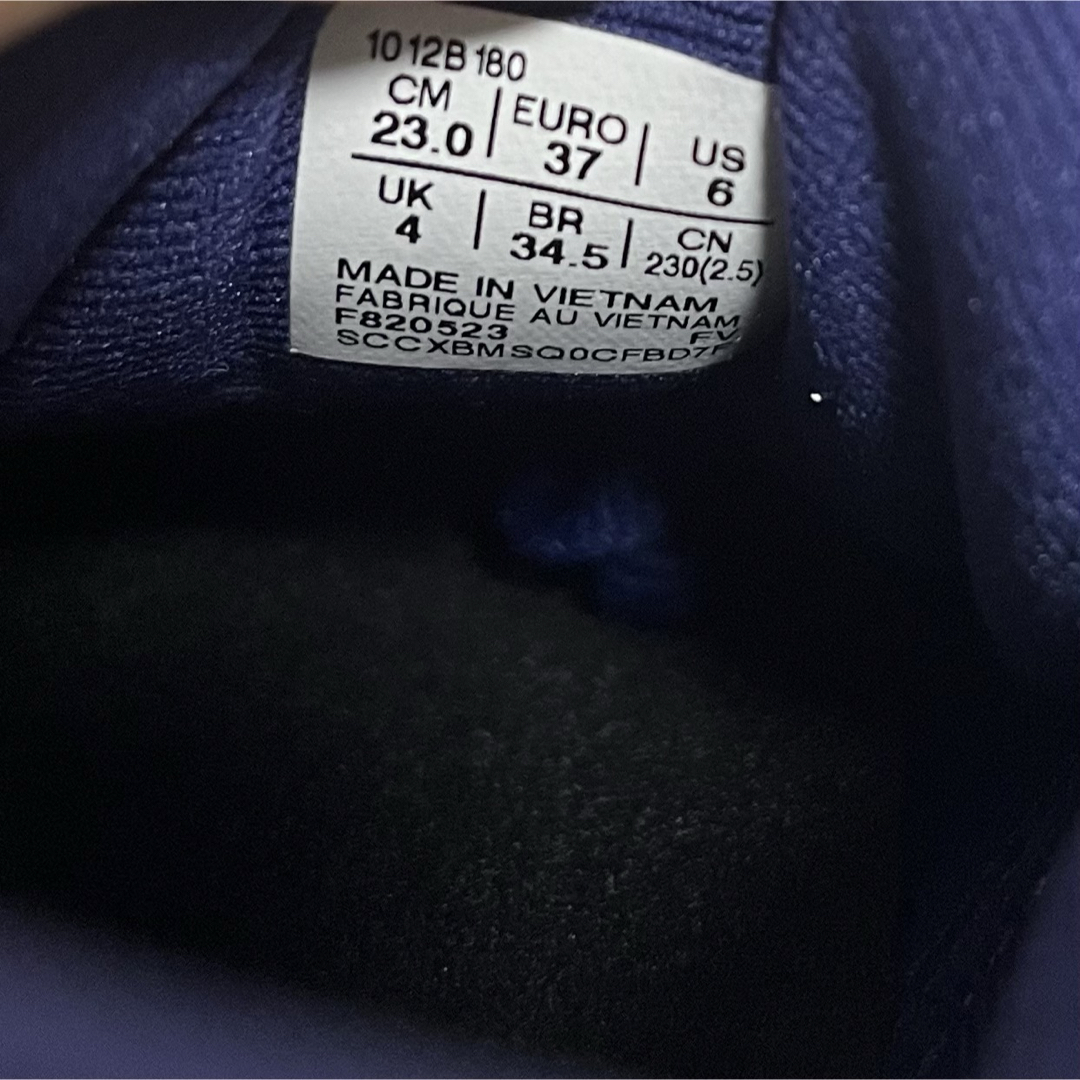 1012B180
CM | EURO | US
23.0 | 37 | 6
UK | BR | CN
4 | 34.5 | 230(2.5)
MADE IN VIETNAM
FABRIQUE AU VIETNAM
F820523 FV